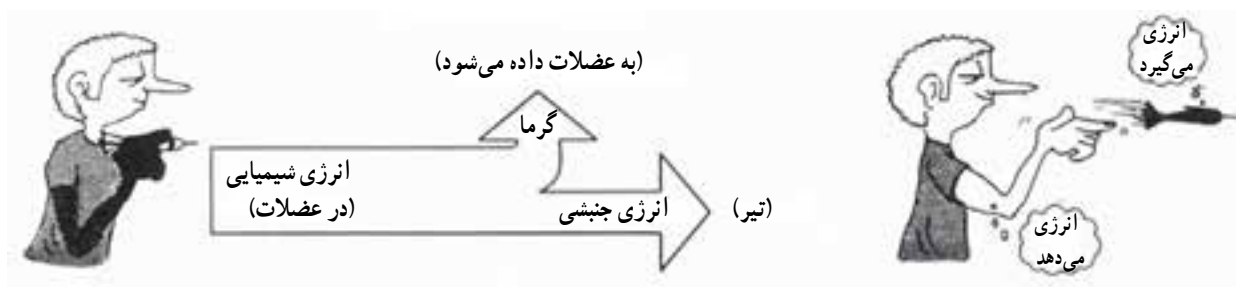 انرژی
می‌گیرد
(به عضلات داده می‌شود)
گرما
انرژی شیمیایی
(در عضلات)
انرژی جنبشی
(تیر)
انرژی
می‌دهد